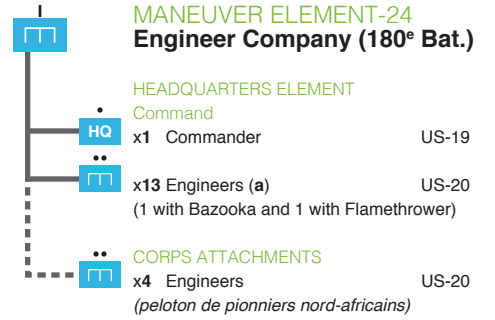 MANEUVER ELEMENT-24
Engineer Company (180e Bat.)
HEADQUARTERS ELEMENT
Command
HQ x1 Commander US-19
x13 Engineers (a) US-20
(1 with Bazooka and 1 with Flamethrower)
CORPS ATTACHMENTS
x4 Engineers US-20
(peloton de pionniers nord-africains)